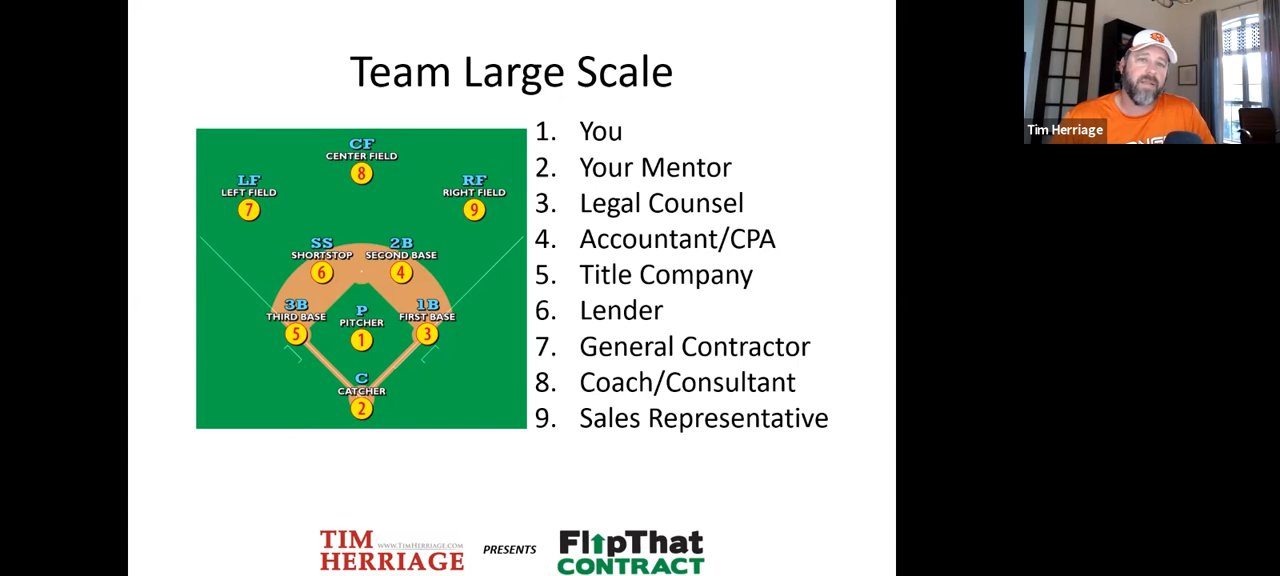 Team Large Scale
CF
CENTER FIELD
8
LF
LEFT FIELD
7
RF
RIGHT FIELD
9
SS
SHORTSTOP
6
2B
SECOND BASE
4
3B
THIRD BASE
5
P
PITCHER
1
1B
FIRST BASE
3
C
CATCHER
2
1. You
2. Your Mentor
3. Legal Counsel
4. Accountant/CPA
5. Title Company
6. Lender
7. General Contractor
8. Coach/Consultant
9. Sales Representative
TIM
WWW.TIMHERRIAGE.COM
HERRIAGE
PRESENTS
FlipThat
CONTRACT
Tim Herriage